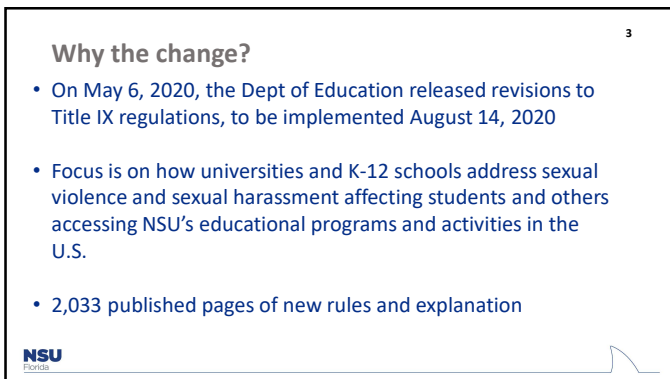 3
Why the change?
• On May 6, 2020, the Dept of Education released revisions to
Title IX regulations, to be implemented August 14, 2020
• Focus is on how universities and K-12 schools address sexual
violence and sexual harassment affecting students and others
accessing NSU's educational programs and activities in the
U.S.
• 2,033 published pages of new rules and explanation
NSU
Florida